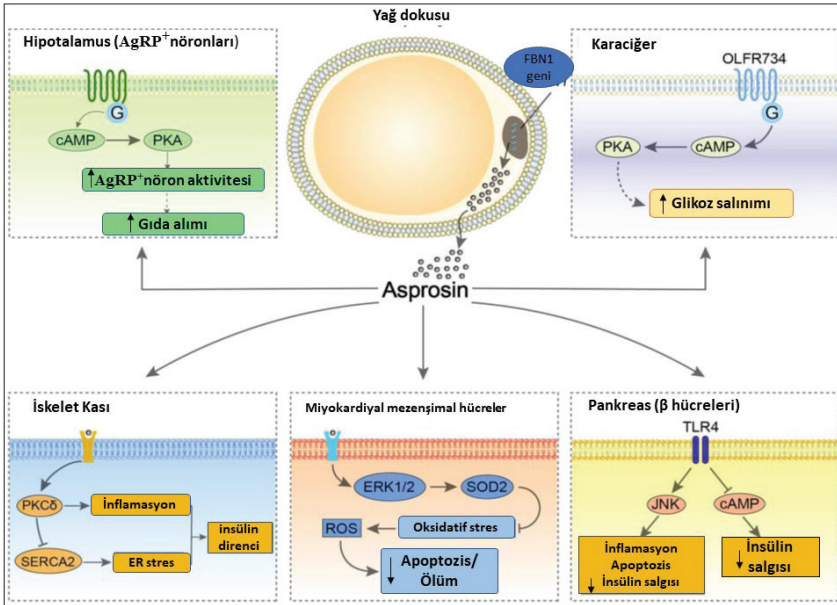 Yağ dokusu
Hipotalamus (AgRP⁺nöronları)
G
cAMP
PKA
↑AgRP⁺nöron aktivitesi
↑ Gıda alımı
FBN1
geni
Karaciğer
OLFR734
G
PKA
cAMP
↑ Glikoz salınımı
Asprosin
İskelet Kası
PKCδ
İnflamasyon
SERCA2
ER stres
insülin
direnci
Miyokardiyal mezenşimal hücreler
ERK1/2
SOD2
ROS
Oksidatif stres
↓ Apoptozis/
Ölüm
Pankreas (β hücreleri)
TLR4
JNK
cAMP
İnflamasyon
Apoptozis
↓ İnsülin salgısı
↓ İnsülin
salgısı